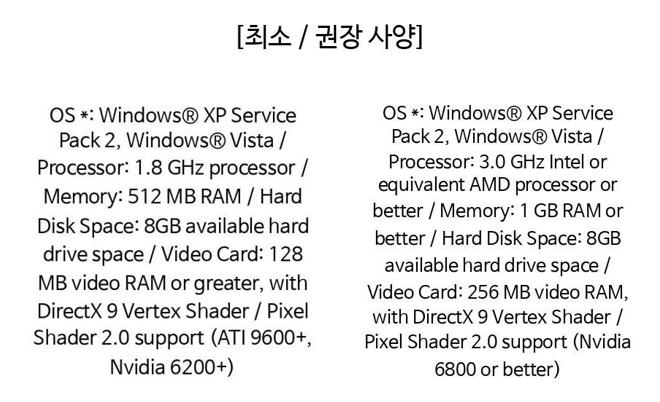 [최소 / 권장 사양]
OS *: Windows® XP Service
Pack 2, Windows® Vista /
Processor: 1.8 GHz processor /
Memory: 512 MB RAM / Hard
Disk Space: 8GB available hard
drive space / Video Card: 128
MB video RAM or greater, with
DirectX 9 Vertex Shader / Pixel
Shader 2.0 support (ATI 9600+,
Nvidia 6200+)
OS *: Windows® XP Service
Pack 2, Windows® Vista /
Processor: 3.0 GHz Intel or
equivalent AMD processor or
better / Memory: 1 GB RAM or
better / Hard Disk Space: 8GB
available hard drive space /
Video Card: 256 MB video RAM,
with DirectX 9 Vertex Shader /
Pixel Shader 2.0 support (Nvidia
6800 or better)